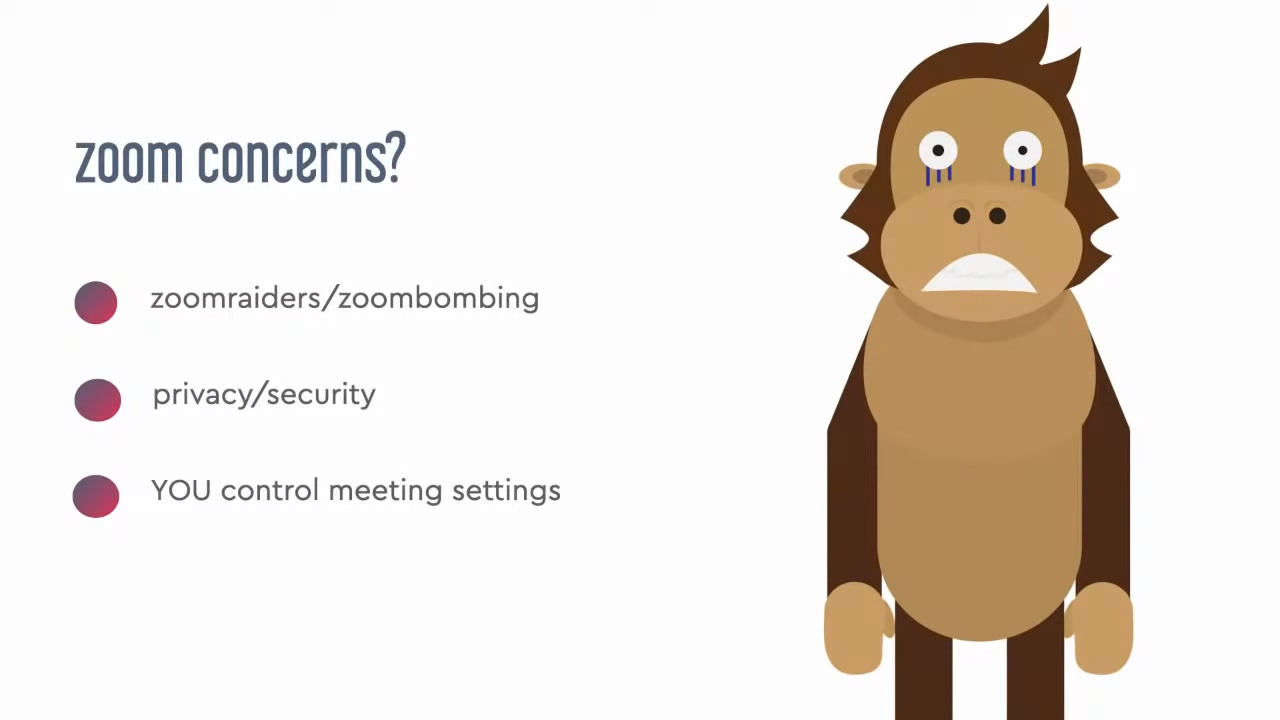 zoom concerns?
zoomraiders/zoombombing
privacy/security
YOU control meeting settings